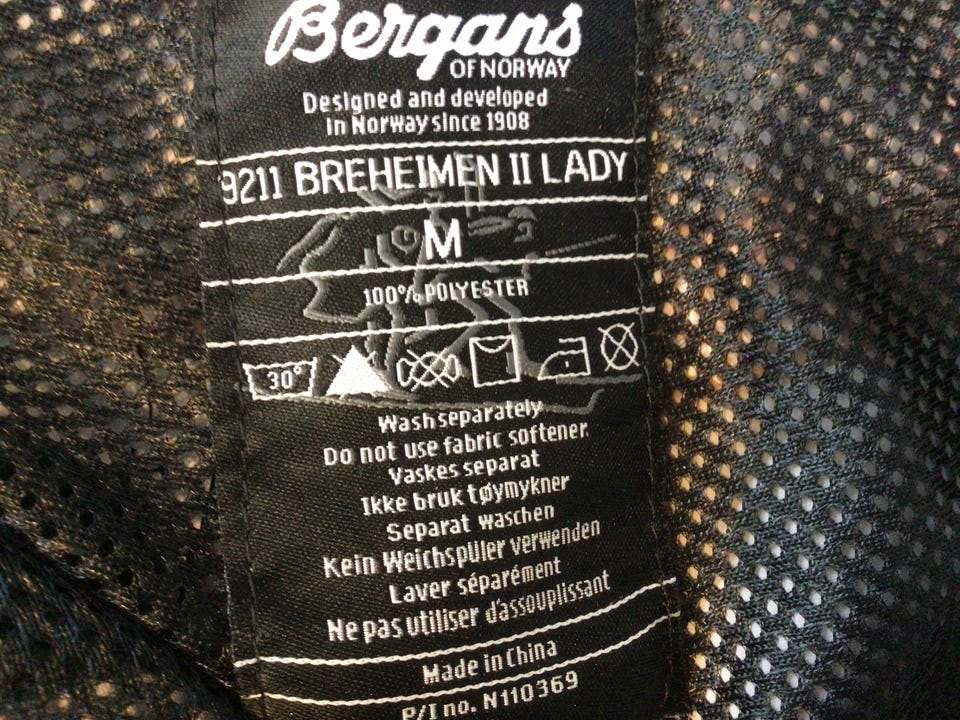 Bergans
OF NORWAY
Designed and developed
in Norway since 1908
9211 BREHEIMEN II LADY
M
100% POLYESTER
30°
Wash separately
Do not use fabric softener.
Vaskes separat
Ikke bruk tøymykner
Separat waschen
Kein Weichspüler verwenden
Laver séparément
Ne pas utiliser d'assouplissant
Made in China
P/I no. N110369